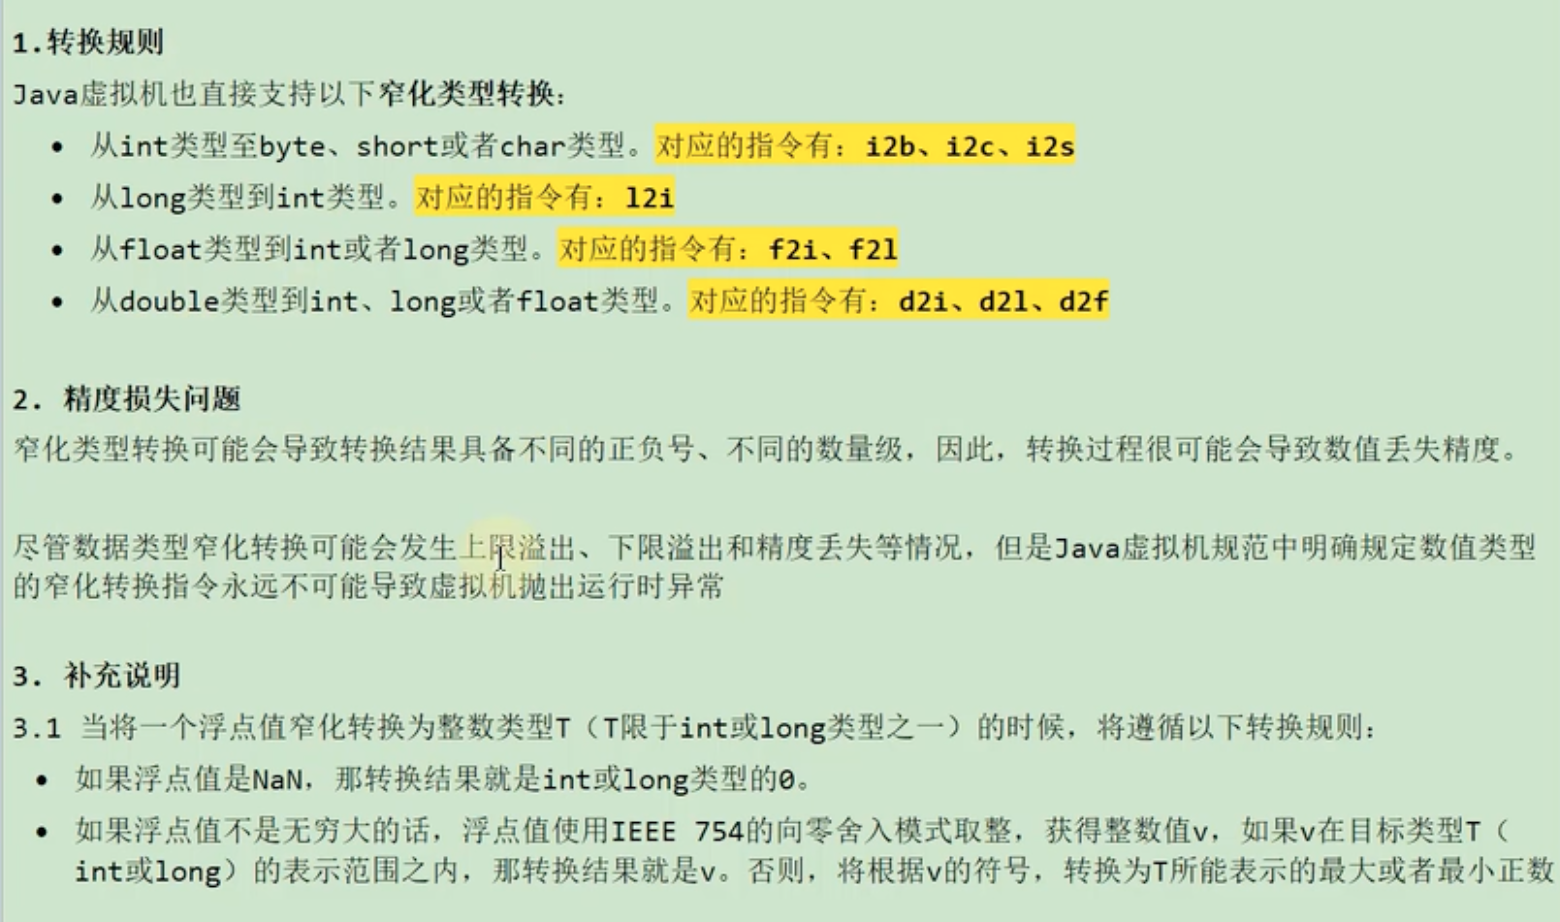 1.转换规则
Java虚拟机也直接支持以下窄化类型转换：
• 从int类型至byte、short或者char类型。对应的指令有：i2b、i2c、i2s
• 从long类型到int类型。对应的指令有：l2i
• 从float类型到int或者long类型。对应的指令有：f2i、f2l
• 从double类型到int、long或者float类型。对应的指令有：d2i、d2l、d2f
2. 精度损失问题
窄化类型转换可能会导致转换结果具备不同的正负号、不同的数量级，因此，转换过程很可能会导致数值丢失精度。
尽管数据类型窄化转换可能会发生上限溢出、下限溢出和精度丢失等情况，但是Java虚拟机规范中明确规定数值类型
的窄化转换指令永远不可能导致虚拟机抛出运行时异常
3. 补充说明
3.1 当将一个浮点值窄化转换为整数类型T（T限于int或long类型之一）的时候，将遵循以下转换规则：
• 如果浮点值是NaN，那转换结果就是int或long类型的0。
• 如果浮点值不是无穷大的话，浮点值使用IEEE 754的向零舍入模式取整，获得整数值v，如果v在目标类型T（
int或long）的表示范围之内，那转换结果就是v。否则，将根据v的符号，转换为T所能表示的最大或者最小正数